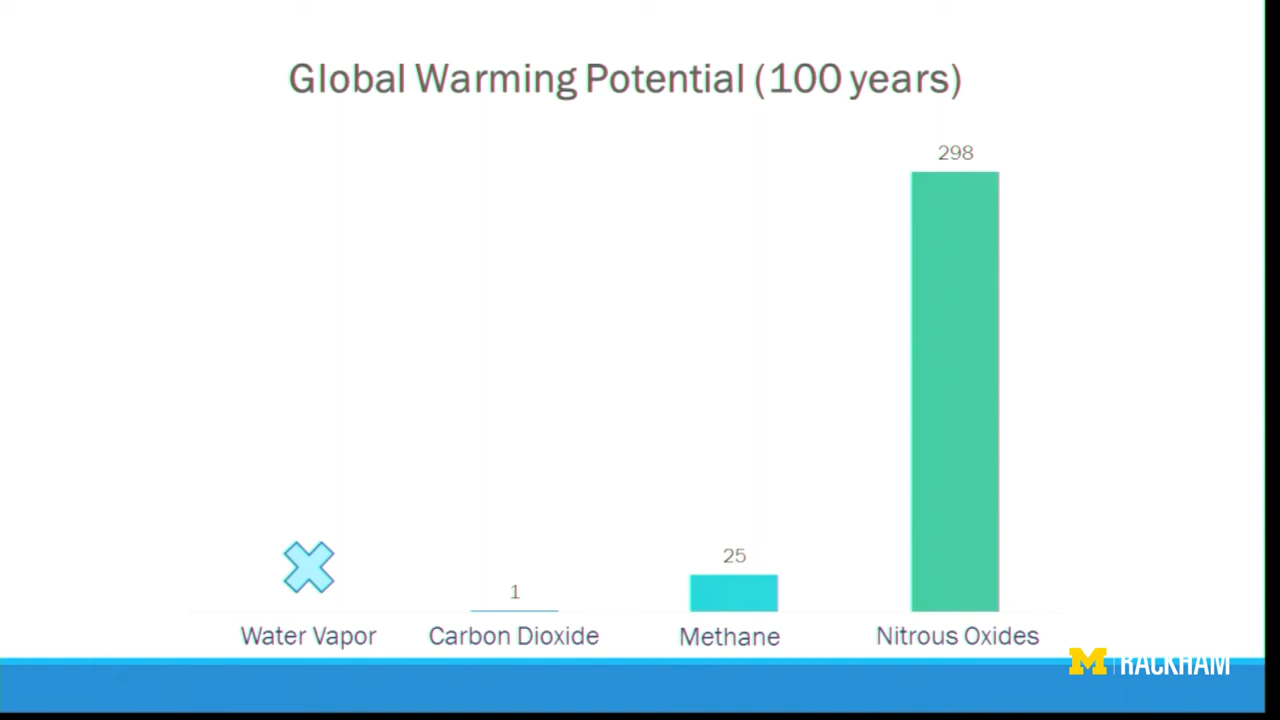 Global Warming Potential (100 years)
298
25
1
Water Vapor
Carbon Dioxide
Methane
Nitrous Oxides
M RACKHAM